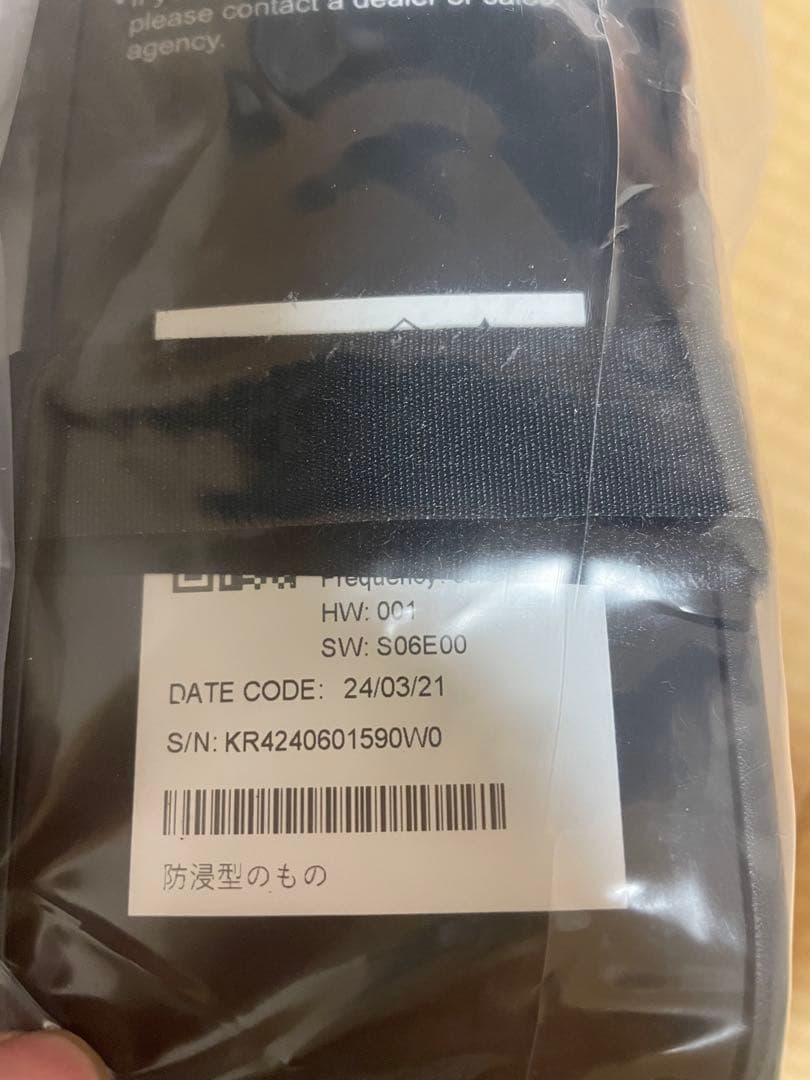 please contact a dealer or sales
agency.
Frequency:
HW: 001
SW: S06E00
DATE CODE: 24/03/21
S/N: KR4240601590W0
防浸型のもの